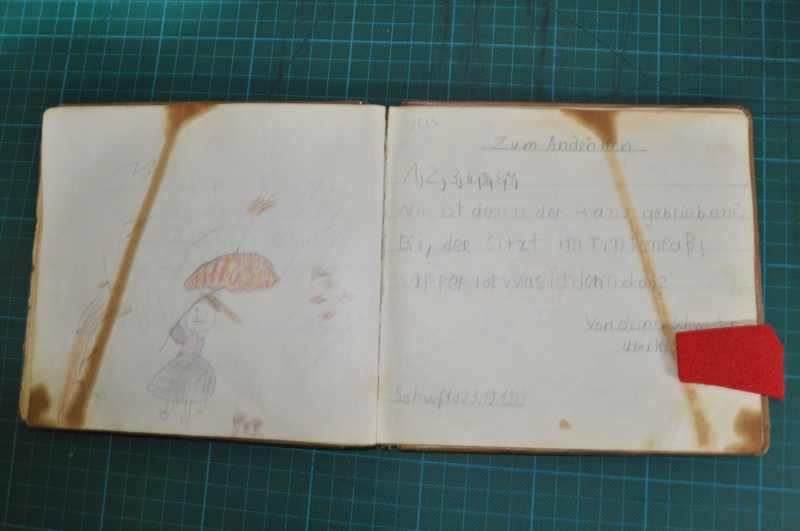 Zum Andenken
1, 2, 3, 4, 5, 6, 7,
Wo ist denn der Hans geblieben?,
Ei, der sitzt im Tintenfaß,
sapperlot was ist denn das?
Von deiner Schwester
Ulrike